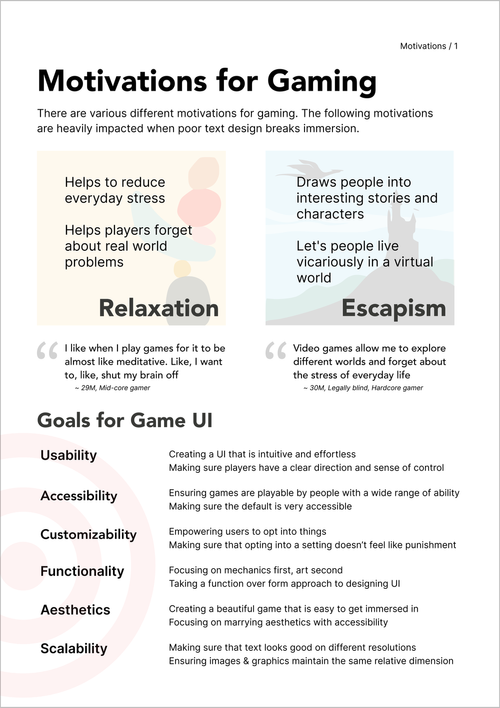 Motivations / 1
Motivations for Gaming
There are various different motivations for gaming. The following motivations
are heavily impacted when poor text design breaks immersion.
Helps to reduce
everyday stress
Helps players forget
about real world
problems
Relaxation
Draws people into
interesting stories and
characters
Let's people live
vicariously in a virtual
world
Escapism
“ I like when I play games for it to be
almost like meditative. Like, I want
to, like, shut my brain off
~ 29M, Mid-core gamer
“ Video games allow me to explore
different worlds and forget about
the stress of everyday life
~ 30M, Legally blind, Hardcore gamer
Goals for Game UI
Usability
Creating a UI that is intuitive and effortless
Making sure players have a clear direction and sense of control
Accessibility
Ensuring games are playable by people with a wide range of ability
Making sure the default is very accessible
Customizability
Empowering users to opt into things
Making sure that opting into a setting doesn't feel like punishment
Functionality
Focusing on mechanics first, art second
Taking a function over form approach to designing UI
Aesthetics
Creating a beautiful game that is easy to get immersed in
Focusing on marrying aesthetics with accessibility
Scalability
Making sure that text looks good on different resolutions
Ensuring images & graphics maintain the same relative dimension